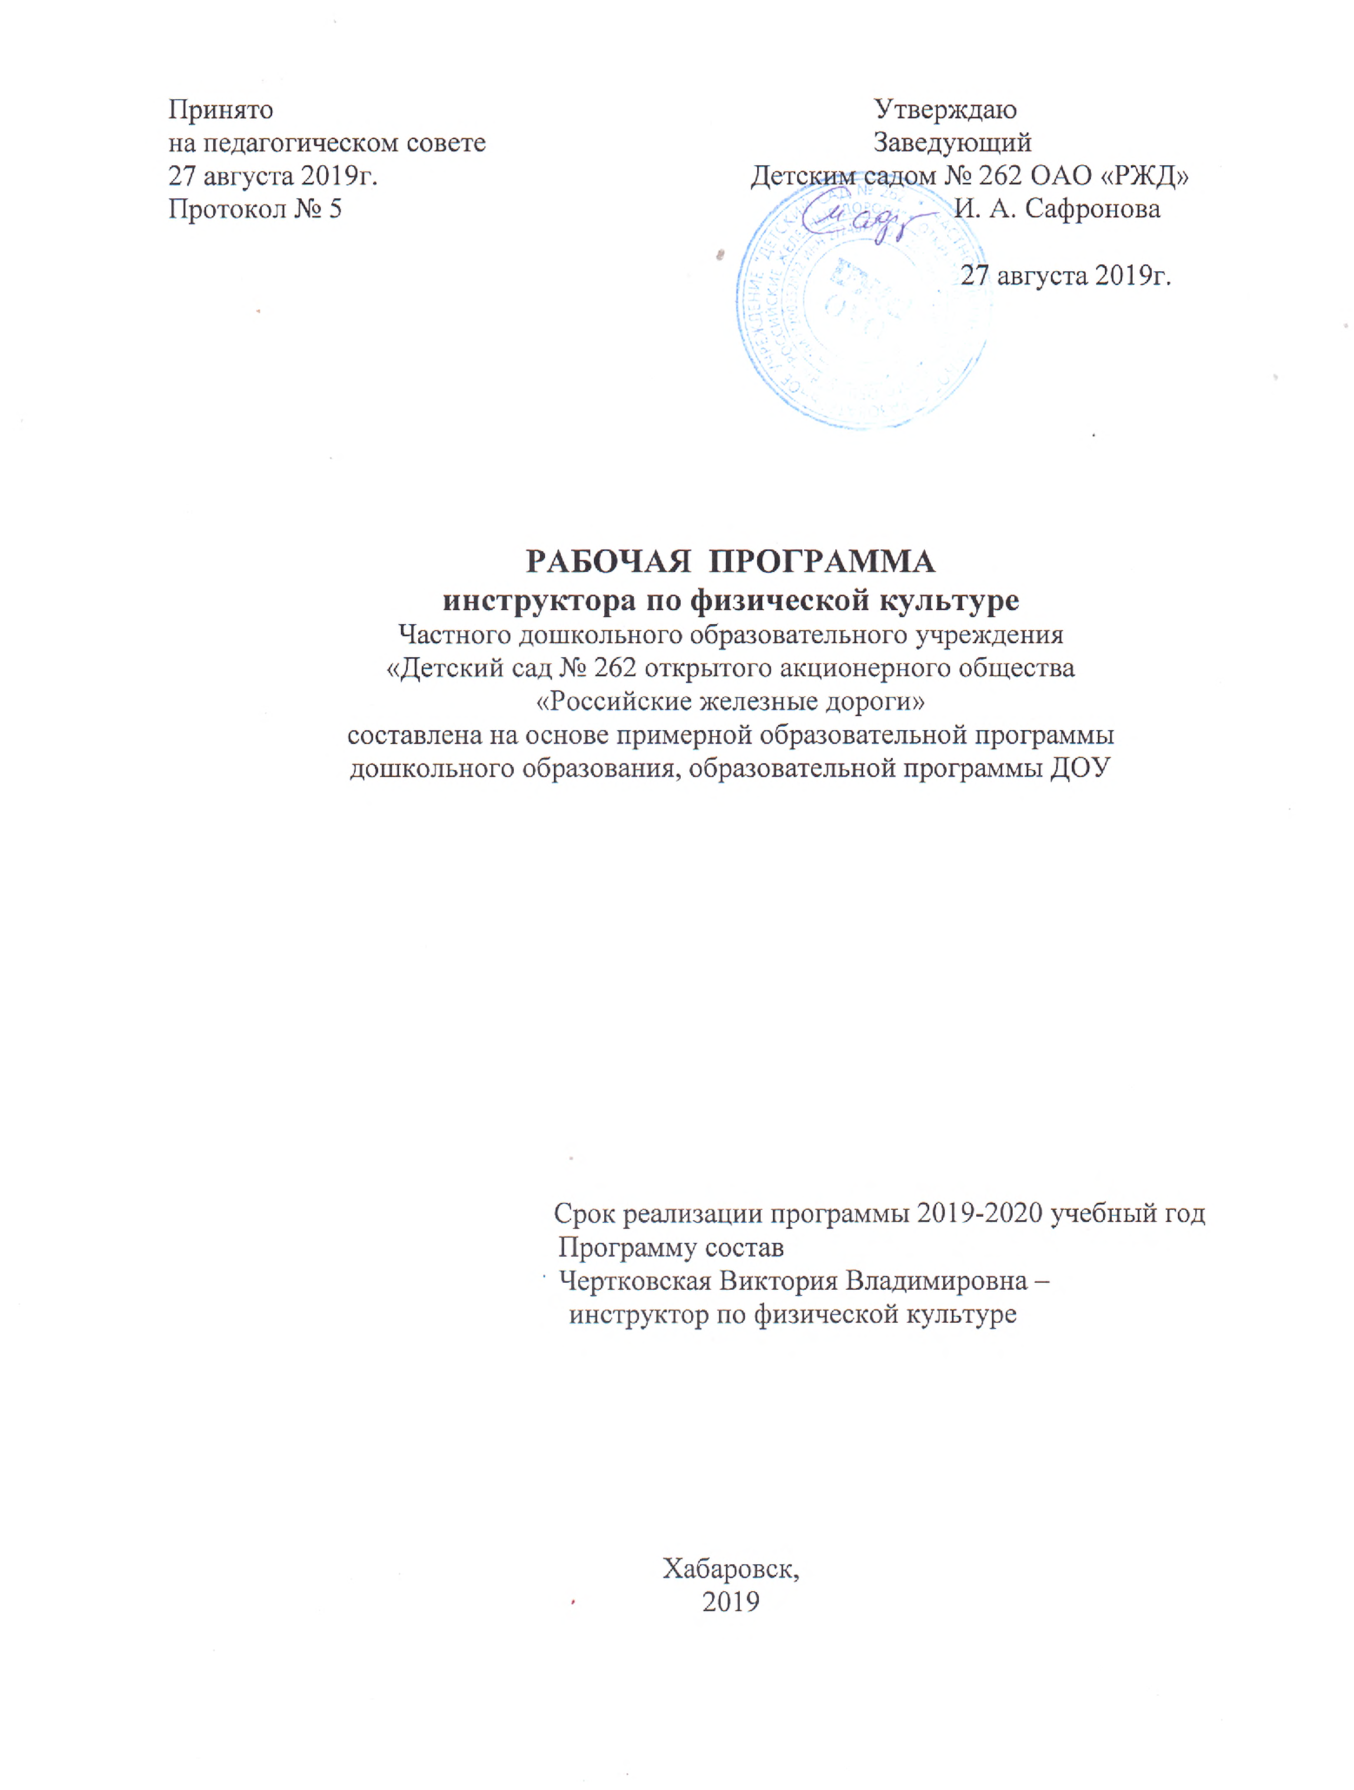 Принято
на педагогическом совете
27 августа 2019г.
Протокол № 5
Утверждаю
Заведующий
Детским садом № 262 ОАО «РЖД»
И. А. Сафронова
27 августа 2019г.
РАБОЧАЯ ПРОГРАММА
инструктора по физической культуре
Частного дошкольного образовательного учреждения
«Детский сад № 262 открытого акционерного общества
«Российские железные дороги»
составлена на основе примерной образовательной программы
дошкольного образования, образовательной программы ДОУ
Срок реализации программы 2019-2020 учебный год
Программу состав
Чертковская Виктория Владимировна –
инструктор по физической культуре
Хабаровск,
2019